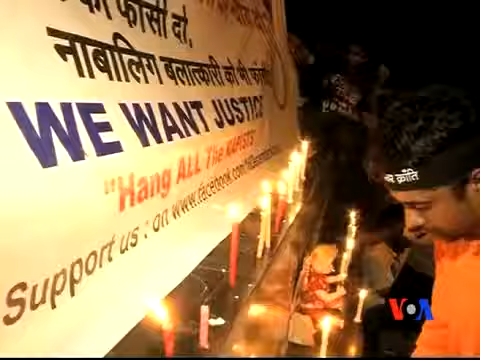 को फांसी दो,
नाबालिग बलात्कारी को भी
WE WANT JUSTICE
"Hang ALL The RAPISTS"
Support us : on www.facebook.com/
क्राँति
VOA